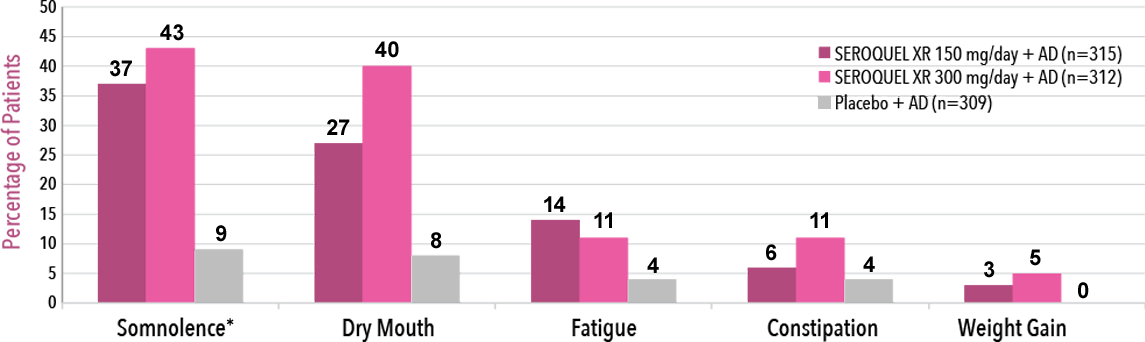 Percentage of Patients
50
45
40
35
30
25
20
15
10
5
0
SEROQUEL XR 150 mg/day + AD (n=315)
SEROQUEL XR 300 mg/day + AD (n=312)
Placebo + AD (n=309)
37
43
9
27
40
8
14
11
4
6
11
4
3
5
0
Somnolence*
Dry Mouth
Fatigue
Constipation
Weight Gain